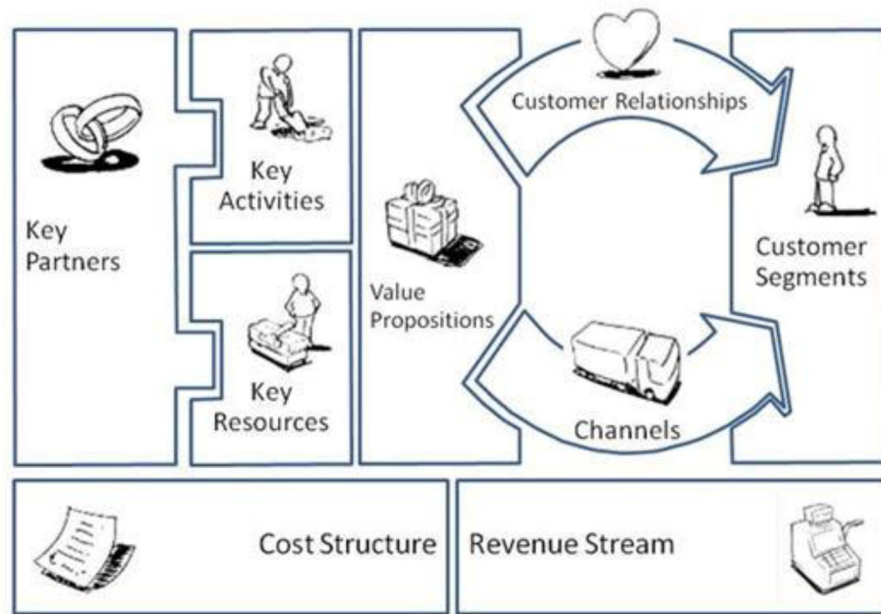 Key
Partners
Key
Activities
Key
Resources
Value
Propositions
Customer Relationships
Channels
Customer
Segments
Cost Structure
Revenue Stream